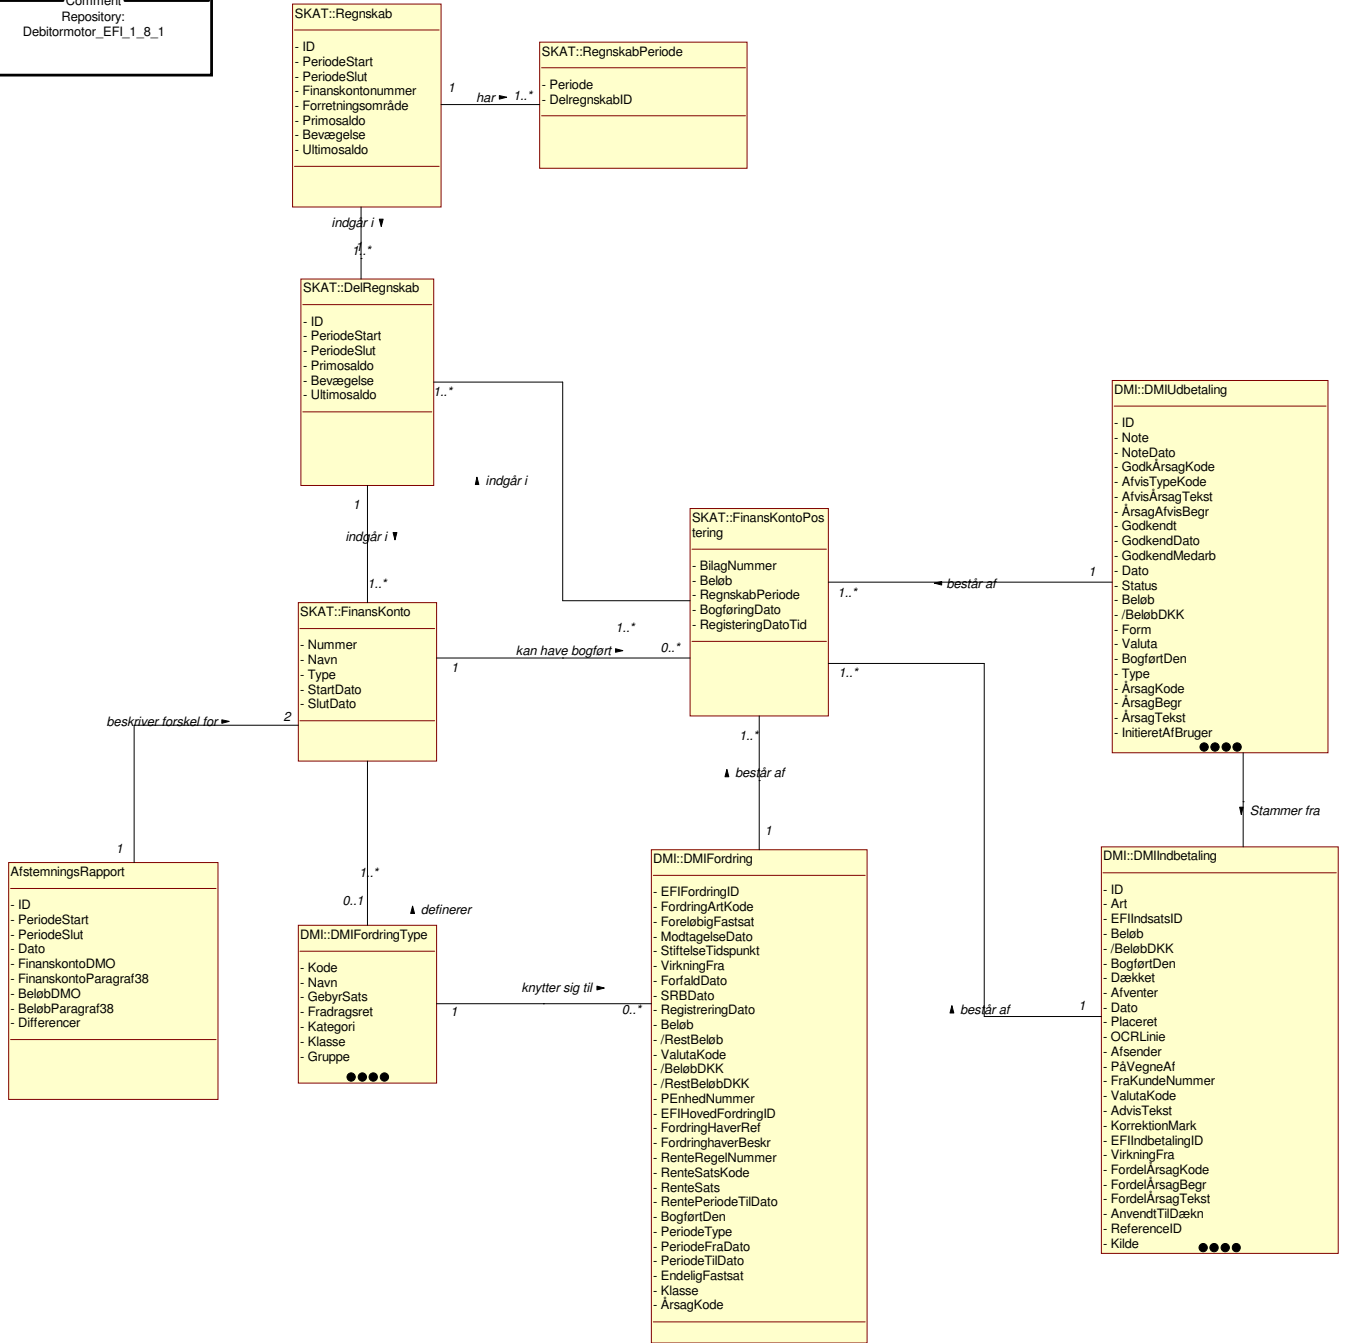 Comment
Repository:
Debitormotor_EFI_1_8_1
SKAT::Regnskab
- ID
- PeriodeStart
- PeriodeSlut
- Finanskontonummer
- Forretningsområde
- Primosaldo
- Bevægelse
- Ultimosaldo
1
har
1..*
SKAT::RegnskabPeriode
- Periode
- DelregnskabID
indgår i
1
1..*
SKAT::DelRegnskab
- ID
- PeriodeStart
- PeriodeSlut
- Primosaldo
- Bevægelse
- Ultimosaldo
1..*
indgår i
1..*
1
indgår i
1..*
SKAT::FinansKontoPos
tering
- BilagNummer
- Beløb
- RegnskabPeriode
- BogføringDato
- RegisteringDatoTid
DMI::DMIUdbetaling
- ID
- Note
- NoteDato
- GodkÅrsagKode
- AfvisTypeKode
- AfvisÅrsagTekst
- ÅrsagAfvisBegr
- Godkendt
- GodkendDato
- GodkendMedarb
- Dato
- Status
- Beløb
- /BeløbDKK
- Form
- Valuta
- BogførtDen
- Type
- ÅrsagKode
- ÅrsagBegr
- ÅrsagTekst
- InitieretAfBruger
1
består af
1..*
SKAT::FinansKonto
- Nummer
- Navn
- Type
- StartDato
- SlutDato
1
kan have bogført
0..*
1..*
beskriver forskel for
2
1
1..*
består af
1
Stammer fra
AfstemningsRapport
- ID
- PeriodeStart
- PeriodeSlut
- Dato
- FinanskontoDMO
- FinanskontoParagraf38
- BeløbDMO
- BeløbParagraf38
- Differencer
1..*
0..1
definerer
DMI::DMIFordringType
- Kode
- Navn
- GebyrSats
- Fradragsret
- Kategori
- Klasse
- Gruppe
knytter sig til
1
0..*
DMI::DMIFordring
- EFIFordringID
- FordringArtKode
- ForeløbigFastsat
- ModtagelseDato
- StiftelseTidspunkt
- VirkningFra
- ForfaldDato
- SRBDato
- RegistreringDato
- Beløb
- /RestBeløb
- ValutaKode
- /BeløbDKK
- /RestBeløbDKK
- PEnhedNummer
- EFIHovedFordringID
- FordringHaverRef
- FordringhaverBeskr
- RenteRegelNummer
- RenteSatsKode
- RenteSats
- RentePeriodeTilDato
- BogførtDen
- PeriodeType
- PeriodeFraDato
- PeriodeTilDato
- EndeligFastsat
- Klasse
- ÅrsagKode
består af
1
DMI::DMIIndbetaling
- ID
- Art
- EFIIndsatsID
- Beløb
- /BeløbDKK
- BogførtDen
- Dækket
- Afventer
- Dato
- Placeret
- OCRLinie
- Afsender
- PåVegneAf
- FraKundeNummer
- ValutaKode
- AdvisTekst
- KorrektionMark
- EFIIndbetalingID
- VirkningFra
- FordelÅrsagKode
- FordelÅrsagBegr
- FordelÅrsagTekst
- AnvendtTilDækn
- ReferenceID
- Kilde